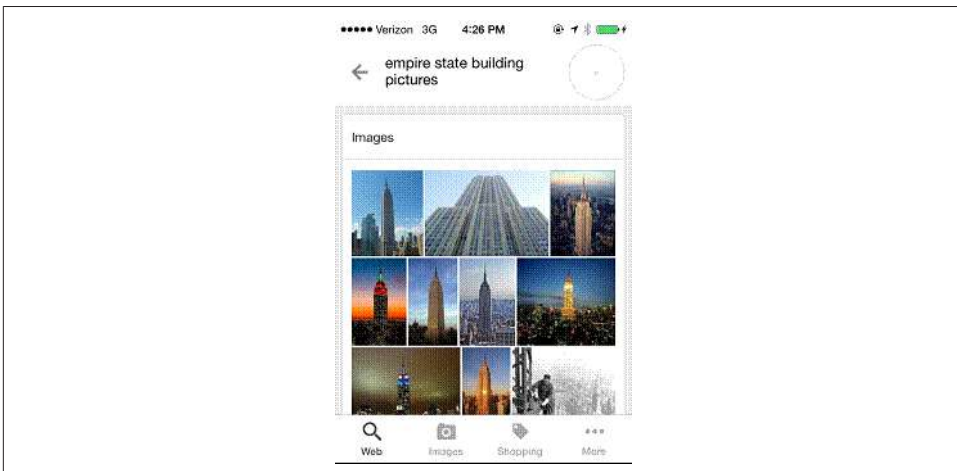 Verizon 3G 4:26 PM
empire state building
pictures
Images
Web Images Shopping More